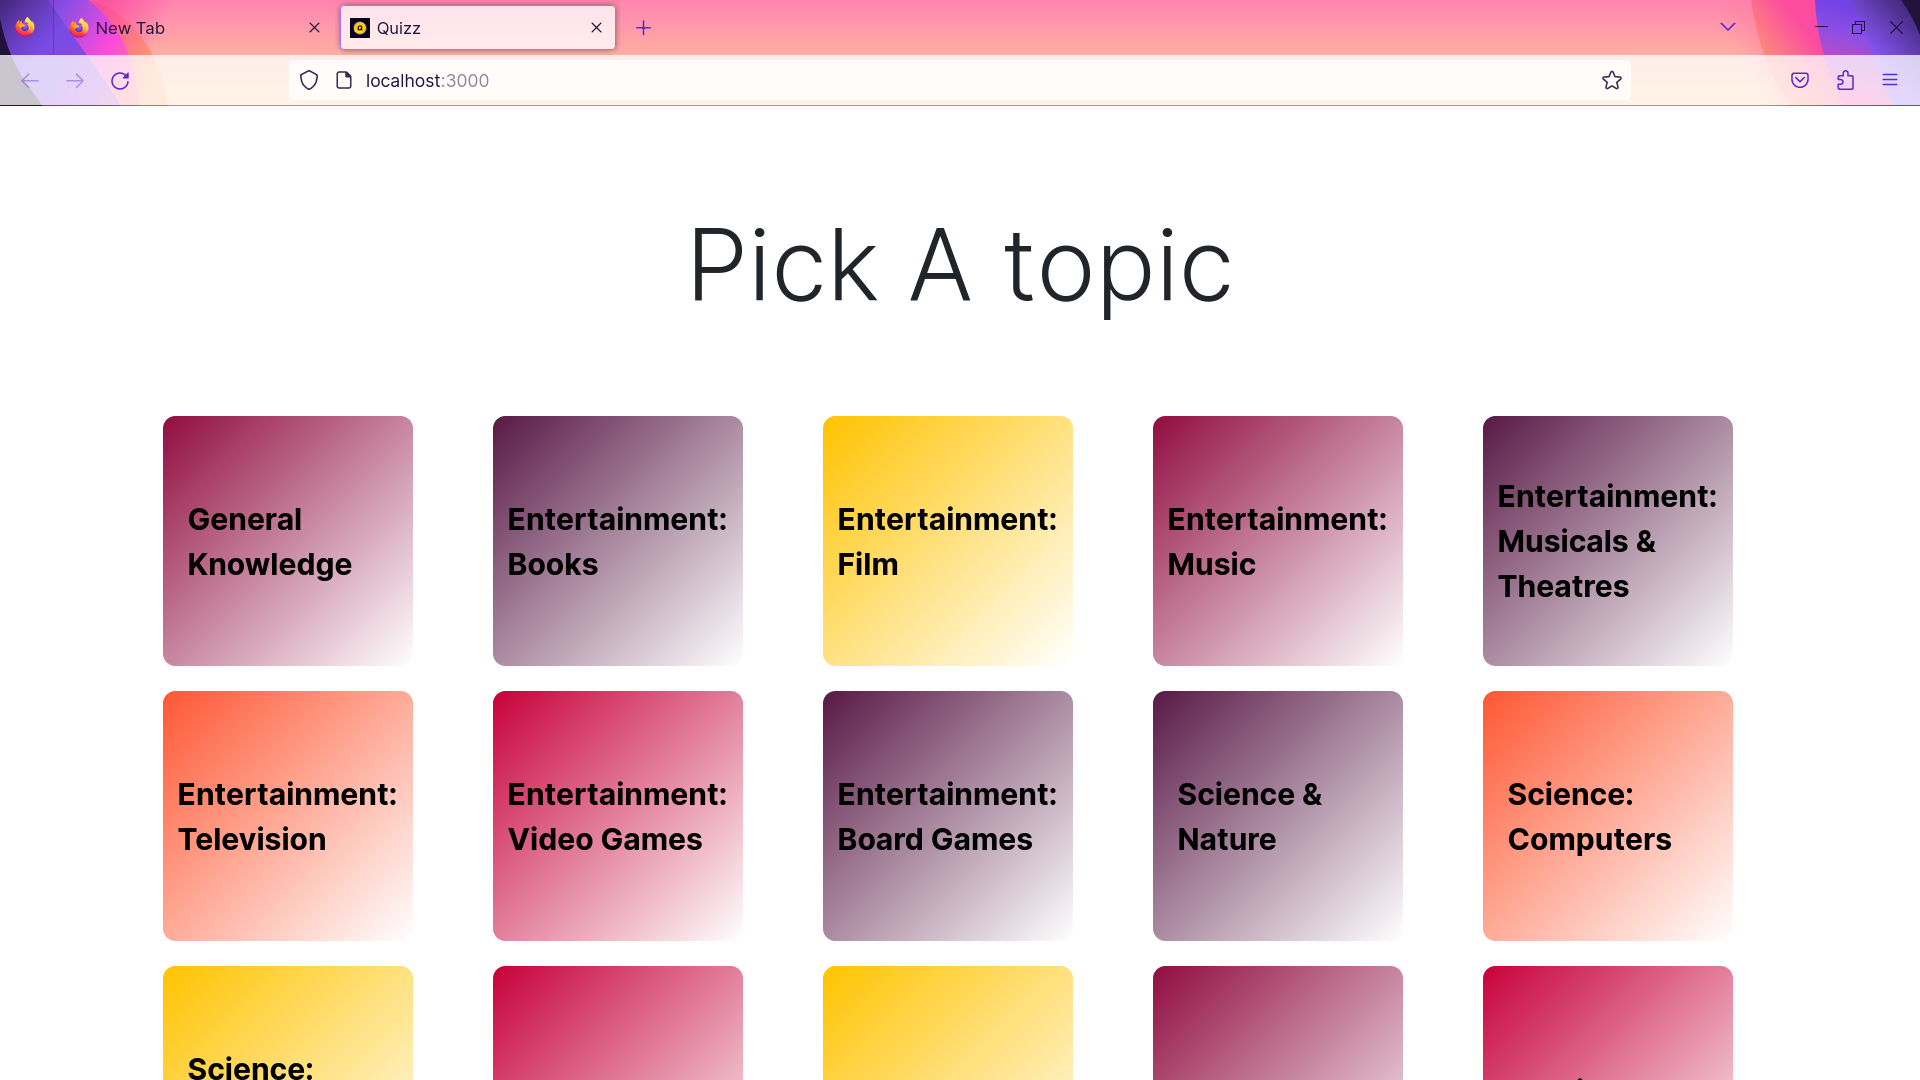 New Tab
Quizz
localhost:3000
Pick A topic
General
Knowledge
Entertainment:
Books
Entertainment:
Film
Entertainment:
Music
Entertainment:
Musicals &
Theatres
Entertainment:
Television
Entertainment:
Video Games
Entertainment:
Board Games
Science &
Nature
Science:
Computers
Science: